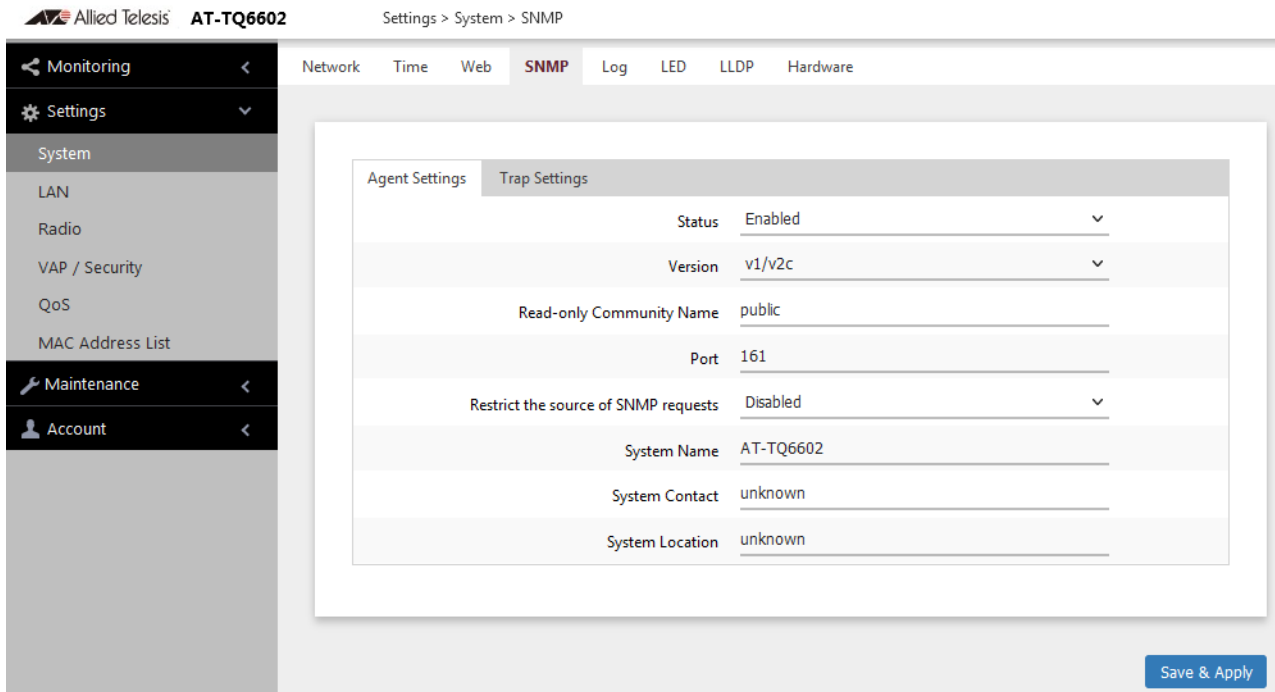 Allied Telesis AT-TQ6602 Settings > System > SNMP
Monitoring
Settings
System
LAN
Radio
VAP / Security
QoS
MAC Address List
Maintenance
Account
Network Time Web SNMP Log LED LLDP Hardware
Agent Settings Trap Settings
Status Enabled
Version v1/v2c
Read-only Community Name public
Port 161
Restrict the source of SNMP requests Disabled
System Name AT-TQ6602
System Contact unknown
System Location unknown
Save & Apply